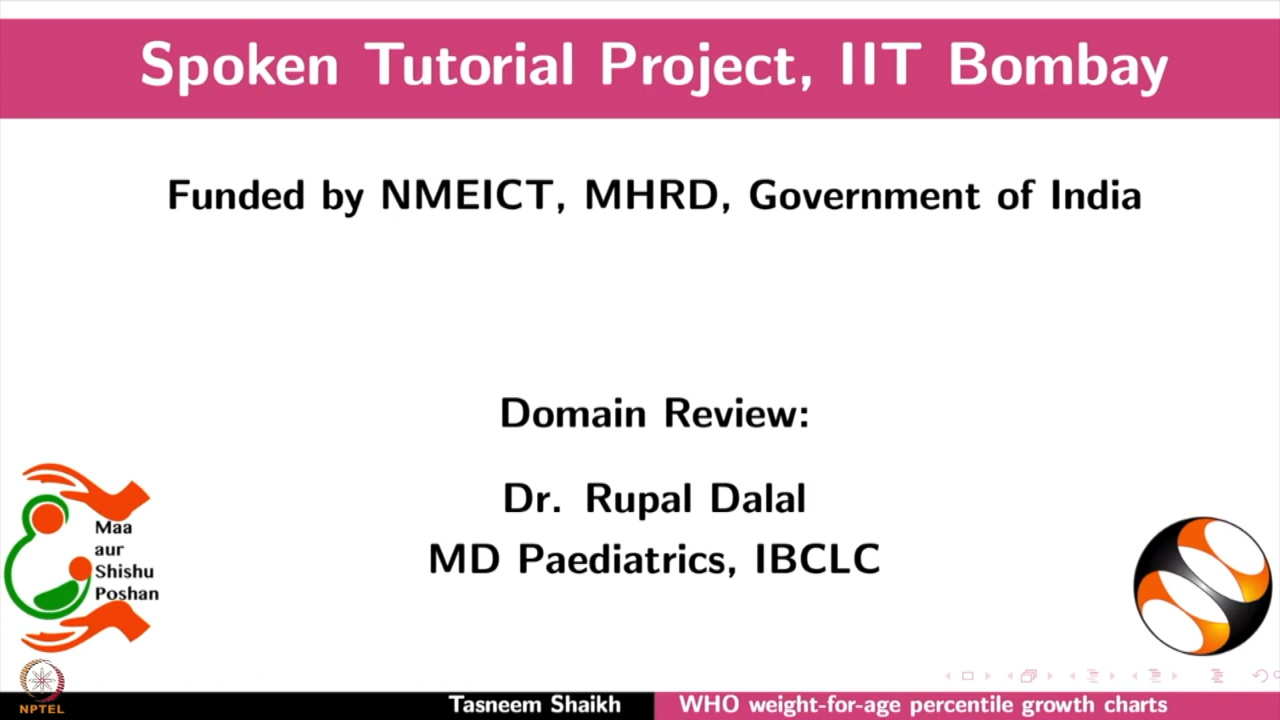 Spoken Tutorial Project, IIT Bombay
Funded by NMEICT, MHRD, Government of India
Domain Review:
Dr. Rupal Dalal
MD Paediatrics, IBCLC
Maa
aur
Shishu
Poshan
NPTEL
Tasneem Shaikh
WHO weight-for-age percentile growth charts